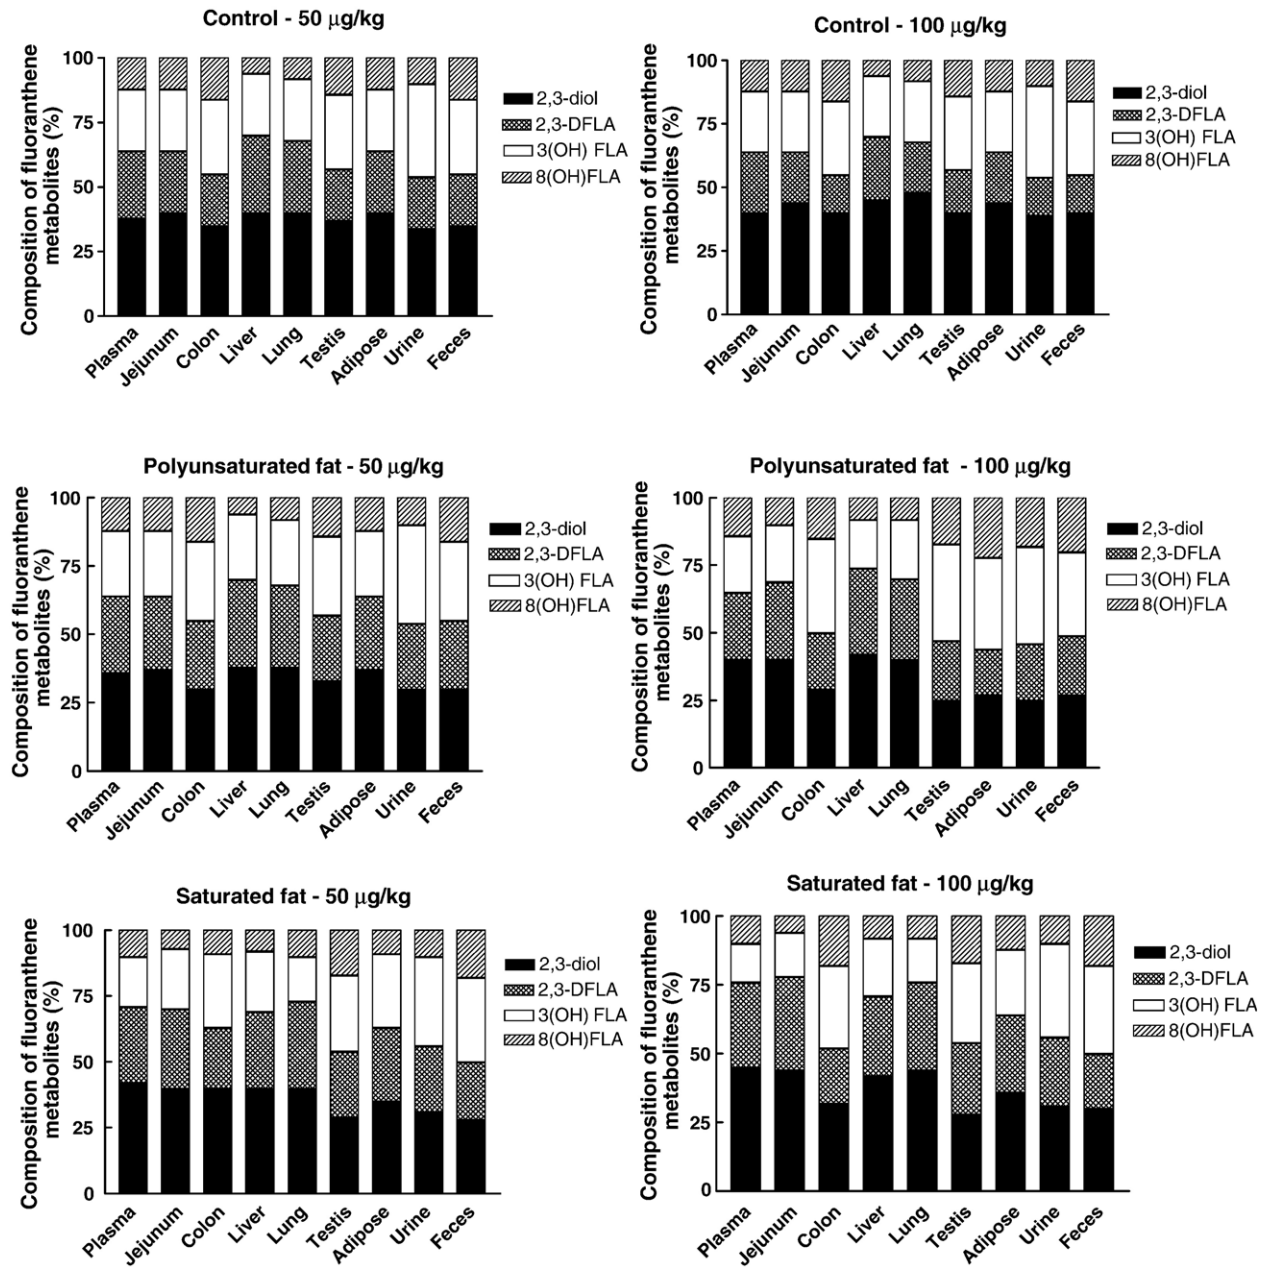 Control - 50 μg/kg
Composition of fluoranthene
metabolites (%)
100
75
50
25
0
Plasma
Jejunum
Colon
Liver
Lung
Testis
Adipose
Urine
Feces
2,3-diol
2,3-DFLA
3(OH) FLA
8(OH)FLA
Control - 100 μg/kg
Composition of fluoranthene
metabolites (%)
100
75
50
25
0
Plasma
Jejunum
Colon
Liver
Lung
Testis
Adipose
Urine
Feces
2,3-diol
2,3-DFLA
3(OH) FLA
8(OH)FLA
Polyunsaturated fat - 50 μg/kg
Composition of fluoranthene
metabolites (%)
100
75
50
25
0
Plasma
Jejunum
Colon
Liver
Lung
Testis
Adipose
Urine
Feces
2,3-diol
2,3-DFLA
3(OH) FLA
8(OH)FLA
Polyunsaturated fat - 100 μg/kg
Composition of fluoranthene
metabolites (%)
100
75
50
25
0
Plasma
Jejunum
Colon
Liver
Lung
Testis
Adipose
Urine
Feces
2,3-diol
2,3-DFLA
3(OH) FLA
8(OH)FLA
Saturated fat - 50 μg/kg
Composition of fluoranthene
metabolites (%)
100
75
50
25
0
Plasma
Jejunum
Colon
Liver
Lung
Testis
Adipose
Urine
Feces
2,3-diol
2,3-DFLA
3(OH) FLA
8(OH)FLA
Saturated fat - 100 μg/kg
Composition of fluoranthene
metabolites (%)
100
75
50
25
0
Plasma
Jejunum
Colon
Liver
Lung
Testis
Adipose
Urine
Feces
2,3-diol
2,3-DFLA
3(OH) FLA
8(OH)FLA